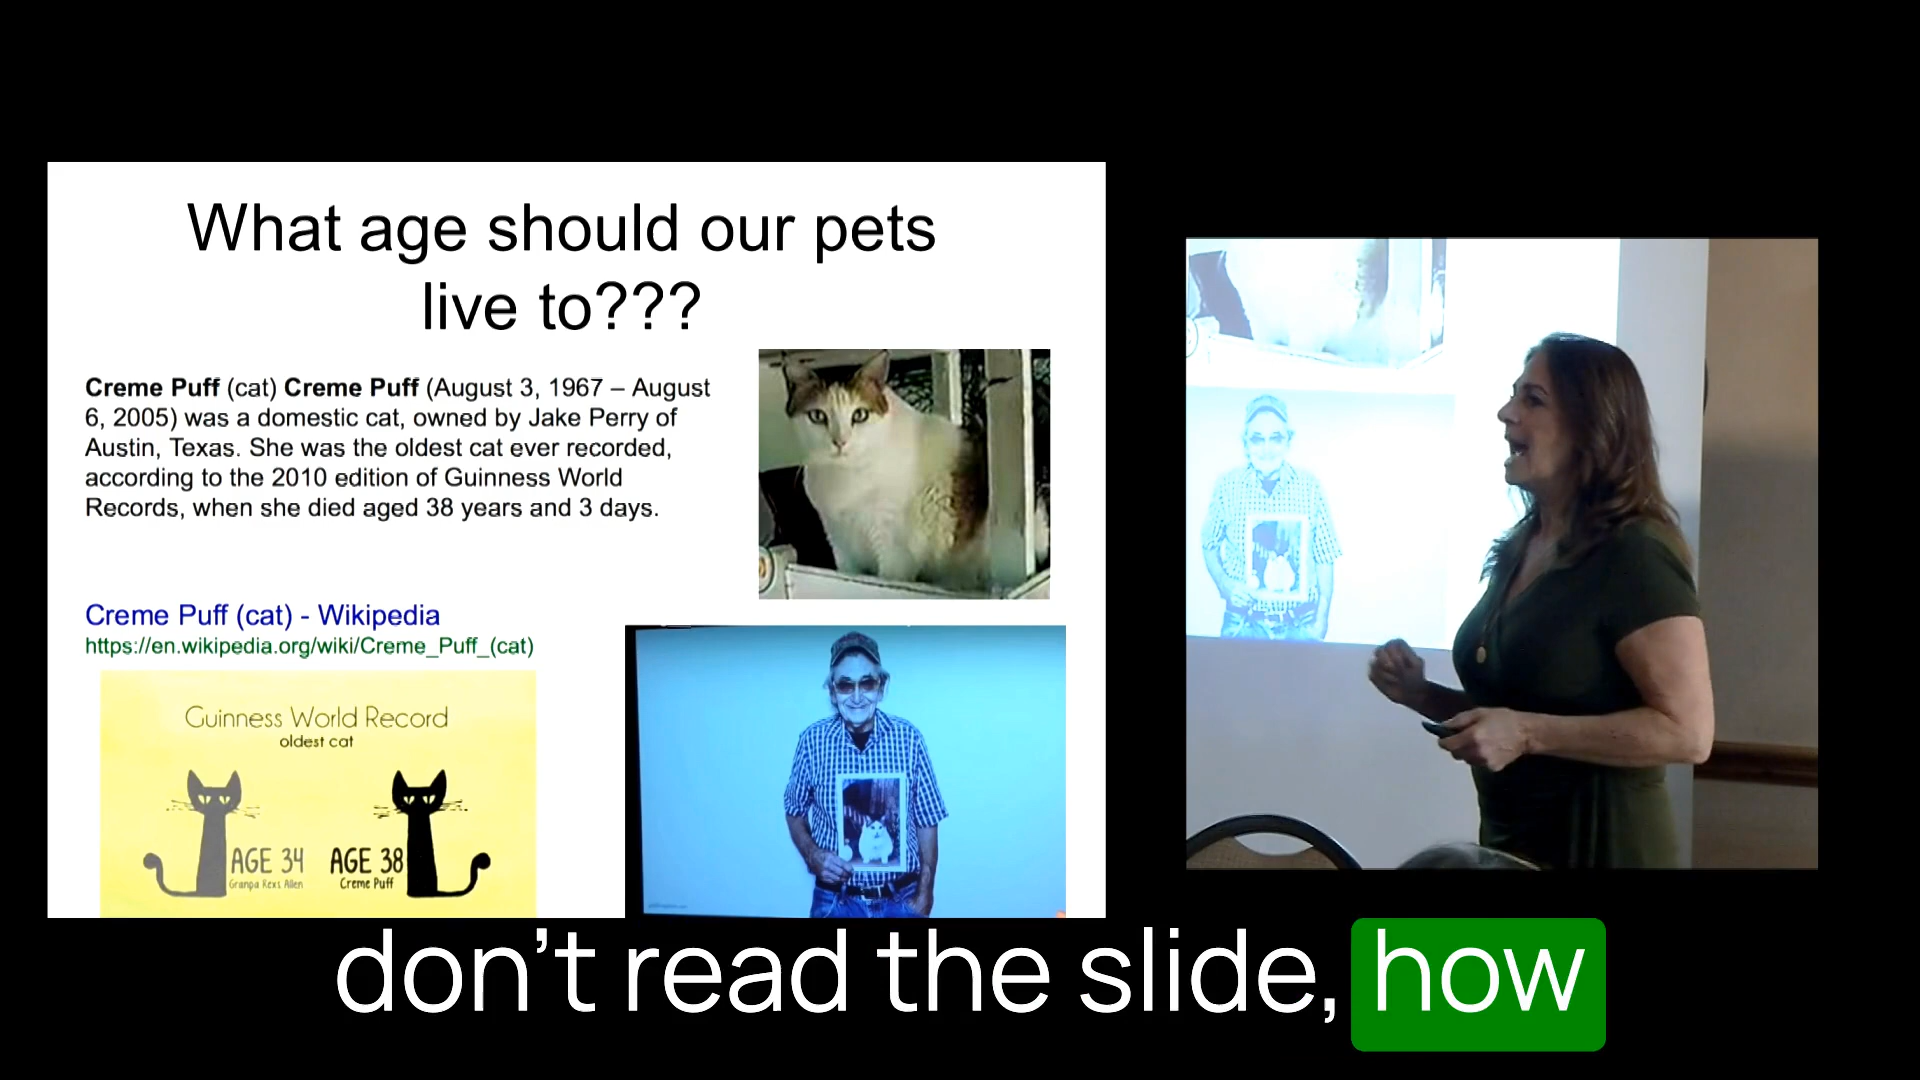 What age should our pets
live to???
Creme Puff (cat) Creme Puff (August 3, 1967 – August
6, 2005) was a domestic cat, owned by Jake Perry of
Austin, Texas. She was the oldest cat ever recorded,
according to the 2010 edition of Guinness World
Records, when she died aged 38 years and 3 days.
Creme Puff (cat) - Wikipedia
https://en.wikipedia.org/wiki/Creme_Puff_(cat)
Guinness World Record
oldest cat
AGE 34
Granpa Rexs Allen
AGE 38
Creme Puff
don’t read the slide, how